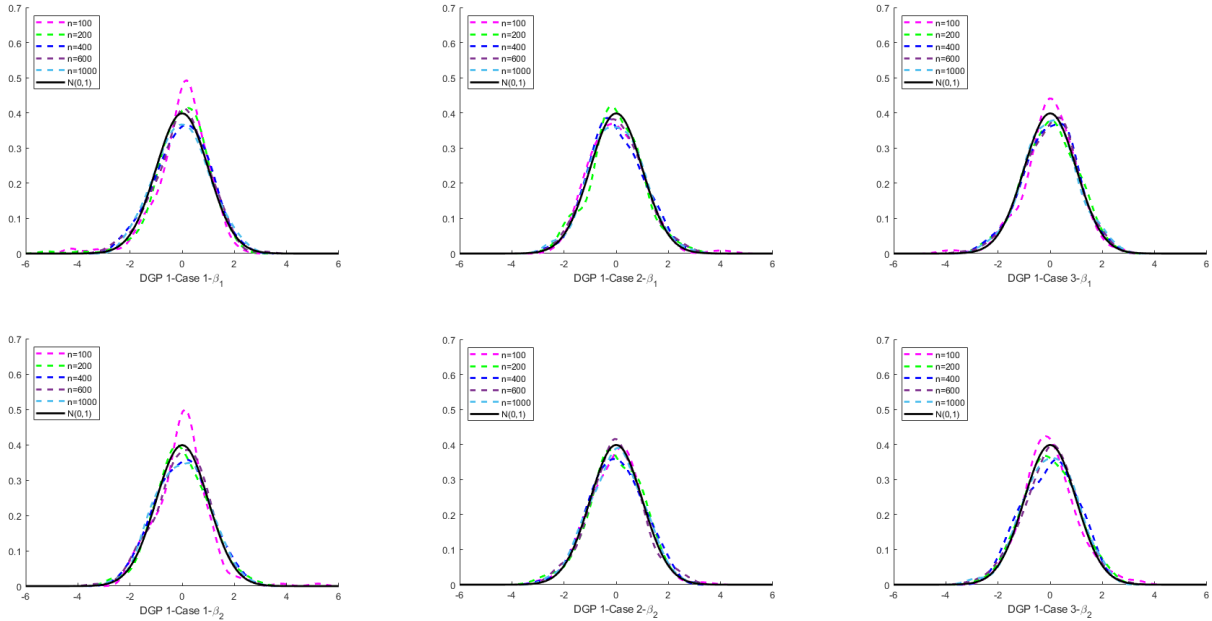 0.7
0.6
0.5
0.4
0.3
0.2
0.1
0
n=100
n=200
n=400
n=600
n=1000
N(0,1)
-6 -4 -2 0 2 4 6
DGP 1-Case 1-β₁
0.7
0.6
0.5
0.4
0.3
0.2
0.1
0
n=100
n=200
n=400
n=600
n=1000
N(0,1)
-6 -4 -2 0 2 4 6
DGP 1-Case 2-β₁
0.7
0.6
0.5
0.4
0.3
0.2
0.1
0
n=100
n=200
n=400
n=600
n=1000
N(0,1)
-6 -4 -2 0 2 4 6
DGP 1-Case 3-β₁
0.7
0.6
0.5
0.4
0.3
0.2
0.1
0
n=100
n=200
n=400
n=600
n=1000
N(0,1)
-6 -4 -2 0 2 4 6
DGP 1-Case 1-β₂
0.7
0.6
0.5
0.4
0.3
0.2
0.1
0
n=100
n=200
n=400
n=600
n=1000
N(0,1)
-6 -4 -2 0 2 4 6
DGP 1-Case 2-β₂
0.7
0.6
0.5
0.4
0.3
0.2
0.1
0
n=100
n=200
n=400
n=600
n=1000
N(0,1)
-6 -4 -2 0 2 4 6
DGP 1-Case 3-β₂